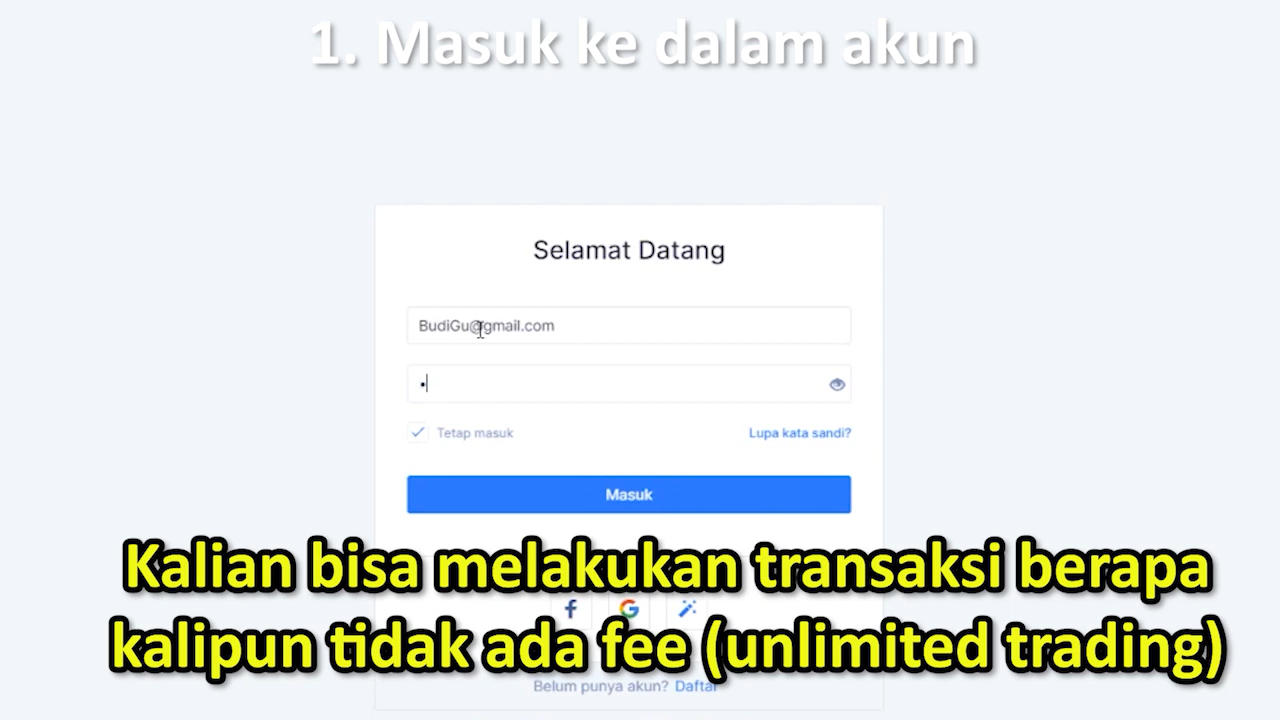 1. Masuk ke dalam akun
Selamat Datang
BudiGu@gmail.com
Tetap masuk
Lupa kata sandi?
Masuk
Kalian bisa melakukan transaksi berapa
kalipun tidak ada fee (unlimited trading)
Belum punya akun? Daftar